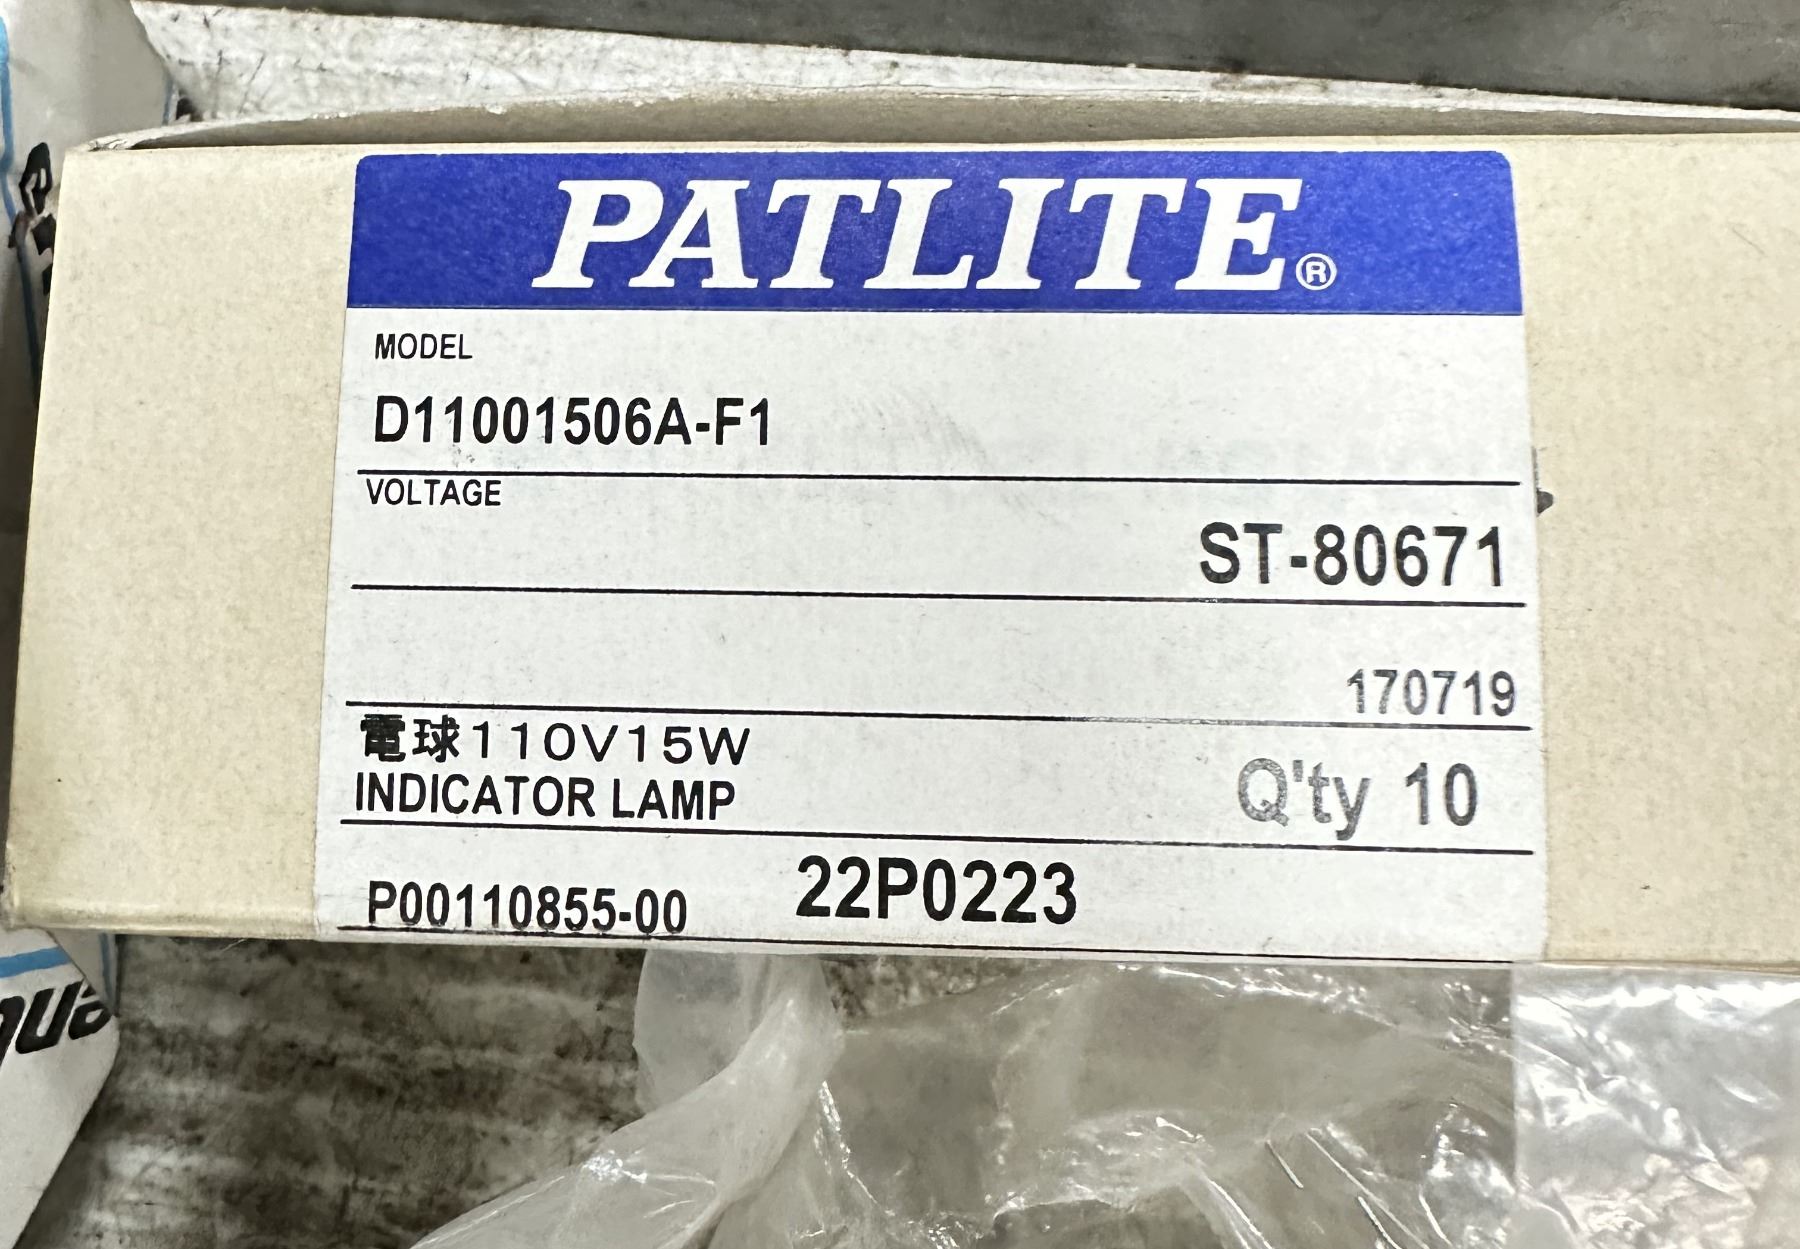 PATLITE®
MODEL
D11001506A-F1
VOLTAGE
ST-80671
170719
電球110V15W
INDICATOR LAMP
Q'ty 10
P00110855-00
22P0223